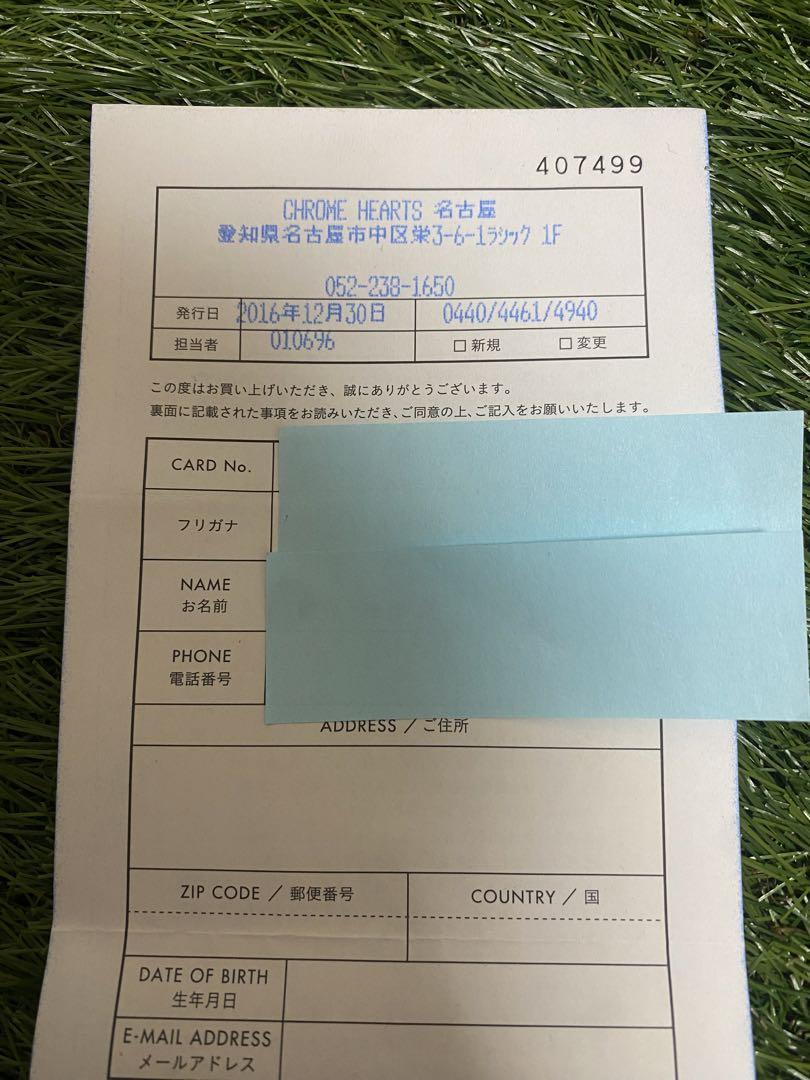 407499
CHROME HEARTS 名古屋
愛知県名古屋市中区栄3-6-1ラシック 1F
052-238-1650
発行日 2016年12月30日 0440/4461/4940
担当者 010696 □ 新規 □ 変更
この度はお買い上げいただき、誠にありがとうございます。
裏面に記載された事項をお読みいただき、ご同意の上、ご記入をお願いいたします。
CARD No.
フリガナ
NAME
お名前
PHONE
電話番号
ADDRESS / ご住所
ZIP CODE / 郵便番号 COUNTRY / 国
DATE OF BIRTH
生年月日
E-MAIL ADDRESS
メールアドレス